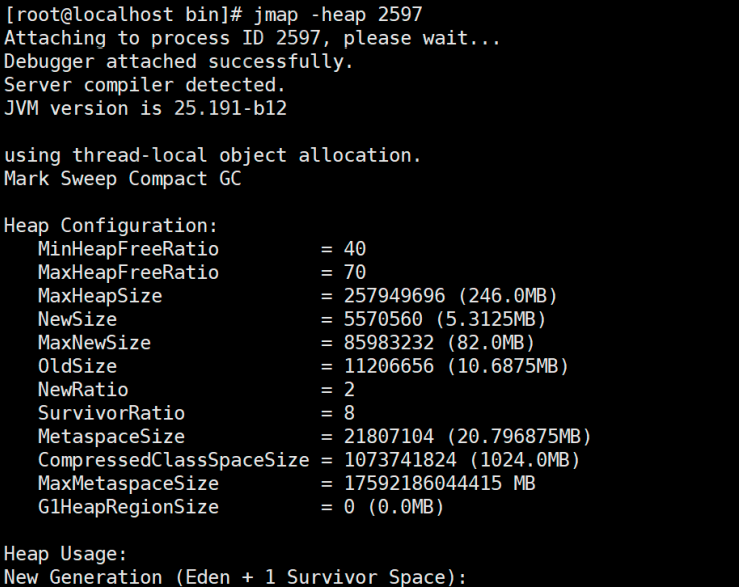 [root@localhost bin]# jmap -heap 2597
Attaching to process ID 2597, please wait...
Debugger attached successfully.
Server compiler detected.
JVM version is 25.191-b12

using thread-local object allocation.
Mark Sweep Compact GC

Heap Configuration:
   MinHeapFreeRatio         = 40
   MaxHeapFreeRatio         = 70
   MaxHeapSize              = 257949696 (246.0MB)
   NewSize                  = 5570560 (5.3125MB)
   MaxNewSize               = 85983232 (82.0MB)
   OldSize                  = 11206656 (10.6875MB)
   NewRatio                 = 2
   SurvivorRatio            = 8
   MetaspaceSize            = 21807104 (20.796875MB)
   CompressedClassSpaceSize = 1073741824 (1024.0MB)
   MaxMetaspaceSize         = 17592186044415 MB
   G1HeapRegionSize         = 0 (0.0MB)

Heap Usage:
New Generation (Eden + 1 Survivor Space):